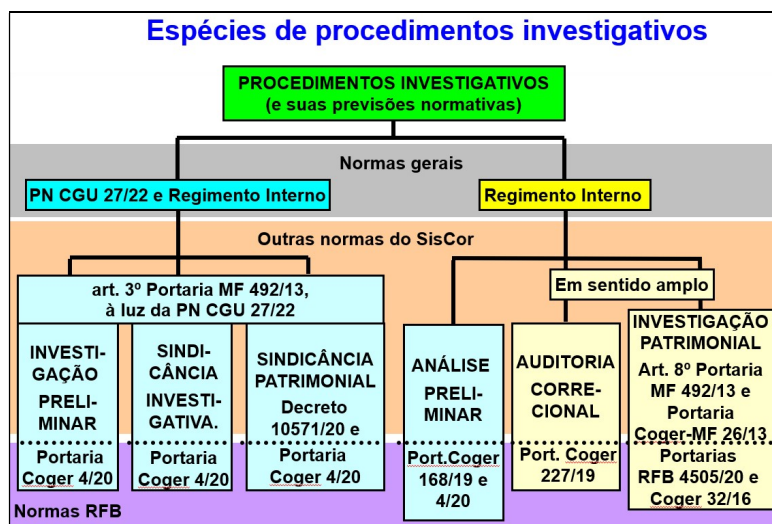 Espécies de procedimentos investigativos
PROCEDIMENTOS INVESTIGATIVOS
(e suas previsões normativas)
Normas gerais
PN CGU 27/22 e Regimento Interno
Regimento Interno
Outras normas do SisCor
art. 3º Portaria MF 492/13,
à luz da PN CGU 27/22
Em sentido amplo
INVESTI-
GAÇÃO
PRELI-
MINAR
Portaria
Coger 4/20
SINDI-
CÂNCIA
INVESTI-
GATIVA.
Portaria
Coger 4/20
SINDICÂNCIA
PATRIMONIAL
Decreto
10571/20 e
Portaria
Coger 4/20
ANÁLISE
PRELI-
MINAR
Port.Coger
168/19 e
4/20
AUDITORIA
CORRE-
CIONAL
Port. Coger
227/19
INVESTIGAÇÃO
PATRIMONIAL
Art. 8º Portaria
MF 492/13 e
Portaria
Coger-MF 26/13
Portarias
RFB 4505/20 e
Coger 32/16
Normas RFB